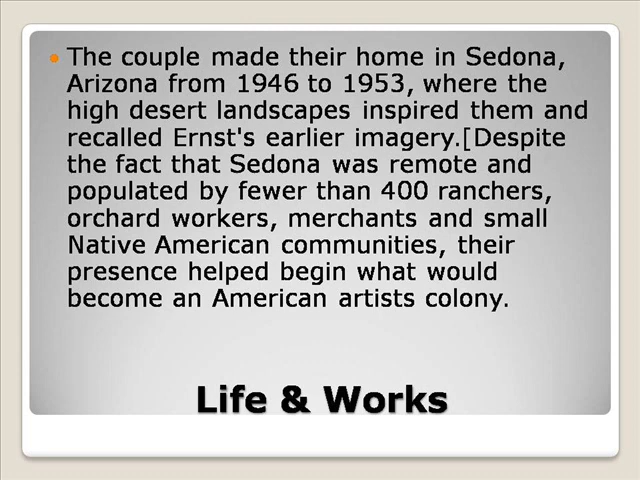 The couple made their home in Sedona,
Arizona from 1946 to 1953, where the
high desert landscapes inspired them and
recalled Ernst's earlier imagery.[Despite
the fact that Sedona was remote and
populated by fewer than 400 ranchers,
orchard workers, merchants and small
Native American communities, their
presence helped begin what would
become an American artists colony.
Life & Works